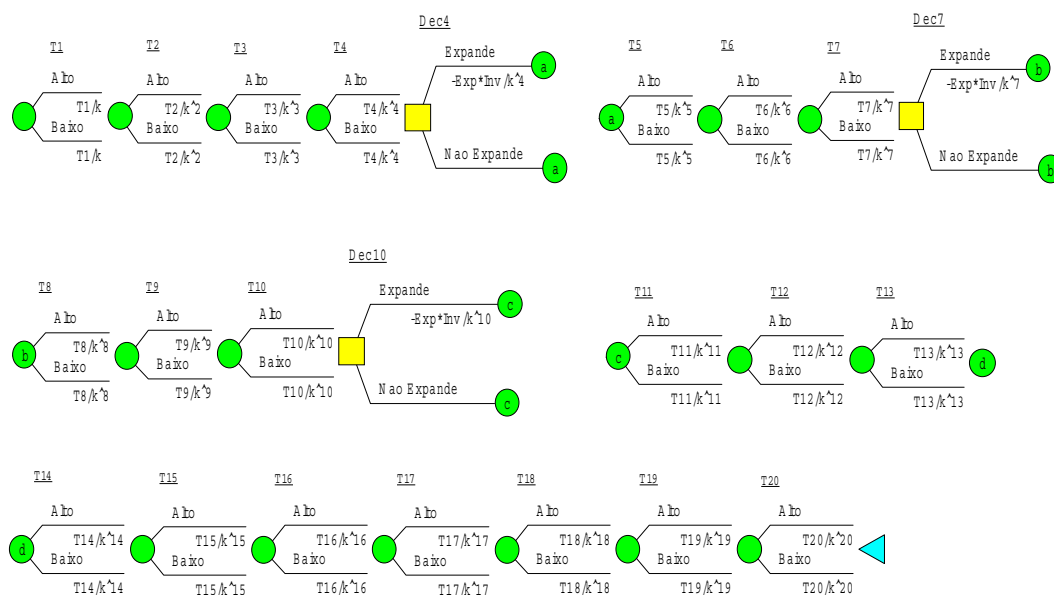 Dec4
Dec7
T1 T2 T3 T4 T5 T6 T7
Expande Expande
Alto Alto Alto Alto a Alto Alto Alto b
-Exp*Inv/k^4 -Exp*Inv/k^7
T1/k T2/k^2 T3/k^3 T4/k^4 a T5/k^5 T6/k^6 T7/k^7
Baixo Baixo Baixo Baixo Baixo Baixo Baixo
T1/k T2/k^2 T3/k^3 T4/k^4 Nao Expande T5/k^5 T6/k^6 T7/k^7 Nao Expande
a b
Dec10
T8 T9 T10 Expande T11 T12 T13
Alto Alto Alto c Alto Alto Alto
-Exp*Inv/k^10
T8/k^8 T9/k^9 T10/k^10 T11/k^11 T12/k^12 T13/k^13
b Baixo Baixo Baixo c Baixo Baixo Baixo d
T8/k^8 T9/k^9 T10/k^10 Nao Expande T11/k^11 T12/k^12 T13/k^13
c
T14 T15 T16 T17 T18 T19 T20
Alto Alto Alto Alto Alto Alto Alto
T14/k^14 T15/k^15 T16/k^16 T17/k^17 T18/k^18 T19/k^19 T20/k^20
d Baixo Baixo Baixo Baixo Baixo Baixo Baixo
T14/k^14 T15/k^15 T16/k^16 T17/k^17 T18/k^18 T19/k^19 T20/k^20